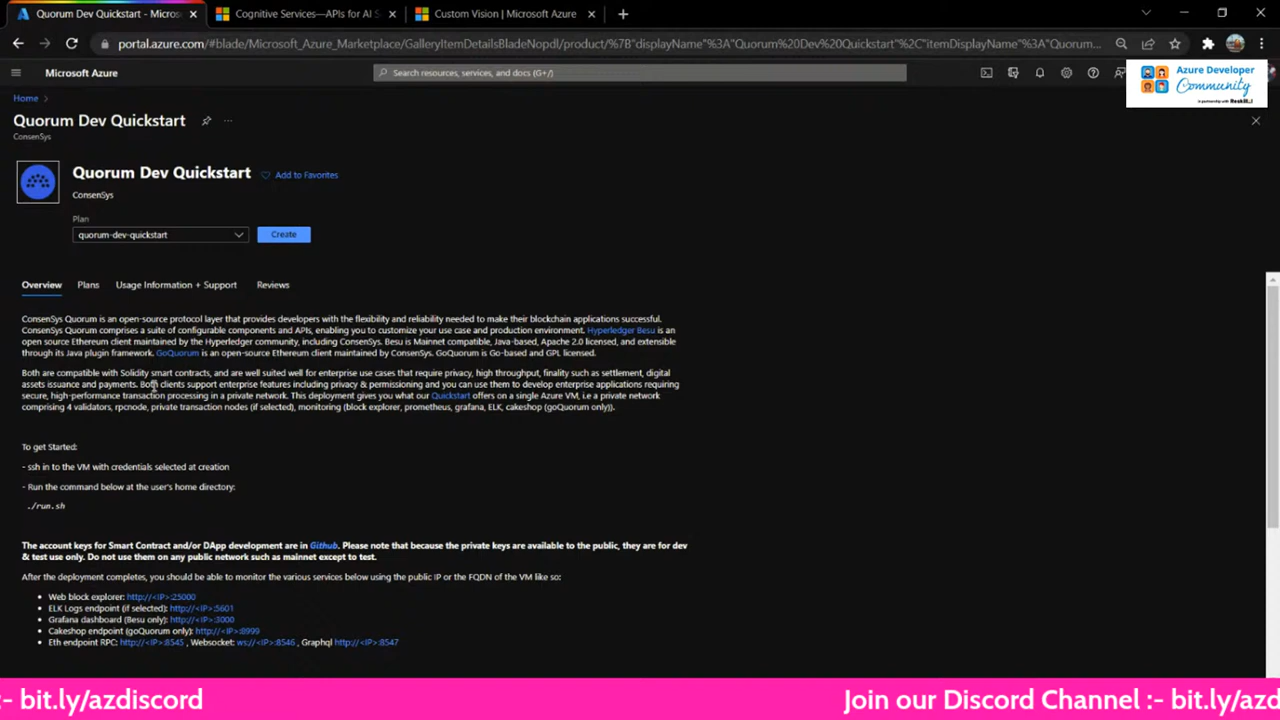 Quorum Dev Quickstart - Micros
Cognitive Services—APIs for AI S
Custom Vision | Microsoft Azure
portal.azure.com/#blade/Microsoft_Azure_Marketplace/GalleryItemDetailsBladeNopdl/product/%7B"displayName"%3A"Quorum%20Dev%20Quickstart"%2C"itemDisplayName"%3A"Quorum...
Microsoft Azure
Search resources, services, and docs (G+/)
Azure Developer
Community
in partnership with Reskilll
Home
Quorum Dev Quickstart
ConsenSys
Quorum Dev Quickstart
Add to Favorites
ConsenSys
Plan
quorum-dev-quickstart
Create
Overview
Plans
Usage Information + Support
Reviews
ConsenSys Quorum is an open-source protocol layer that provides developers with the flexibility and reliability needed to make their blockchain applications successful.
ConsenSys Quorum comprises a suite of configurable components and APIs, enabling you to customize your use case and production environment. Hyperledger Besu is an
open source Ethereum client maintained by the Hyperledger community, including ConsenSys. Besu is Mainnet compatible, Java-based, Apache 2.0 licensed, and extensible
through its Java plugin framework. GoQuorum is an open-source Ethereum client maintained by ConsenSys. GoQuorum is Go-based and GPL licensed.
Both are compatible with Solidity smart contracts, and are well suited well for enterprise use cases that require privacy, high throughput, finality such as settlement, digital
assets issuance and payments. Both clients support enterprise features including privacy & permissioning and you can use them to develop enterprise applications requiring
secure, high-performance transaction processing in a private network. This deployment gives you what our Quickstart offers on a single Azure VM, i.e a private network
comprising 4 validators, rpcnode, private transaction nodes (if selected), monitoring (block explorer, prometheus, grafana, ELK, cakeshop (goQuorum only)).
To get Started:
- ssh in to the VM with credentials selected at creation
- Run the command below at the user's home directory:
./run.sh
The account keys for Smart Contract and/or DApp development are in Github. Please note that because the private keys are available to the public, they are for dev
& test use only. Do not use them on any public network such as mainnet except to test.
After the deployment completes, you should be able to monitor the various services below using the public IP or the FQDN of the VM like so:
Web block explorer: http://<IP>:25000
ELK Logs endpoint (if selected): http://<IP>:5601
Grafana dashboard (Besu only): http://<IP>:3000
Cakeshop endpoint (goQuorum only): http://<IP>:8999
Eth endpoint RPC: http://<IP>:8545 , Websocket: ws://<IP>:8546 , Graphql http://<IP>:8547
:- bit.ly/azdiscord
Join our Discord Channel :- bit.ly/azd